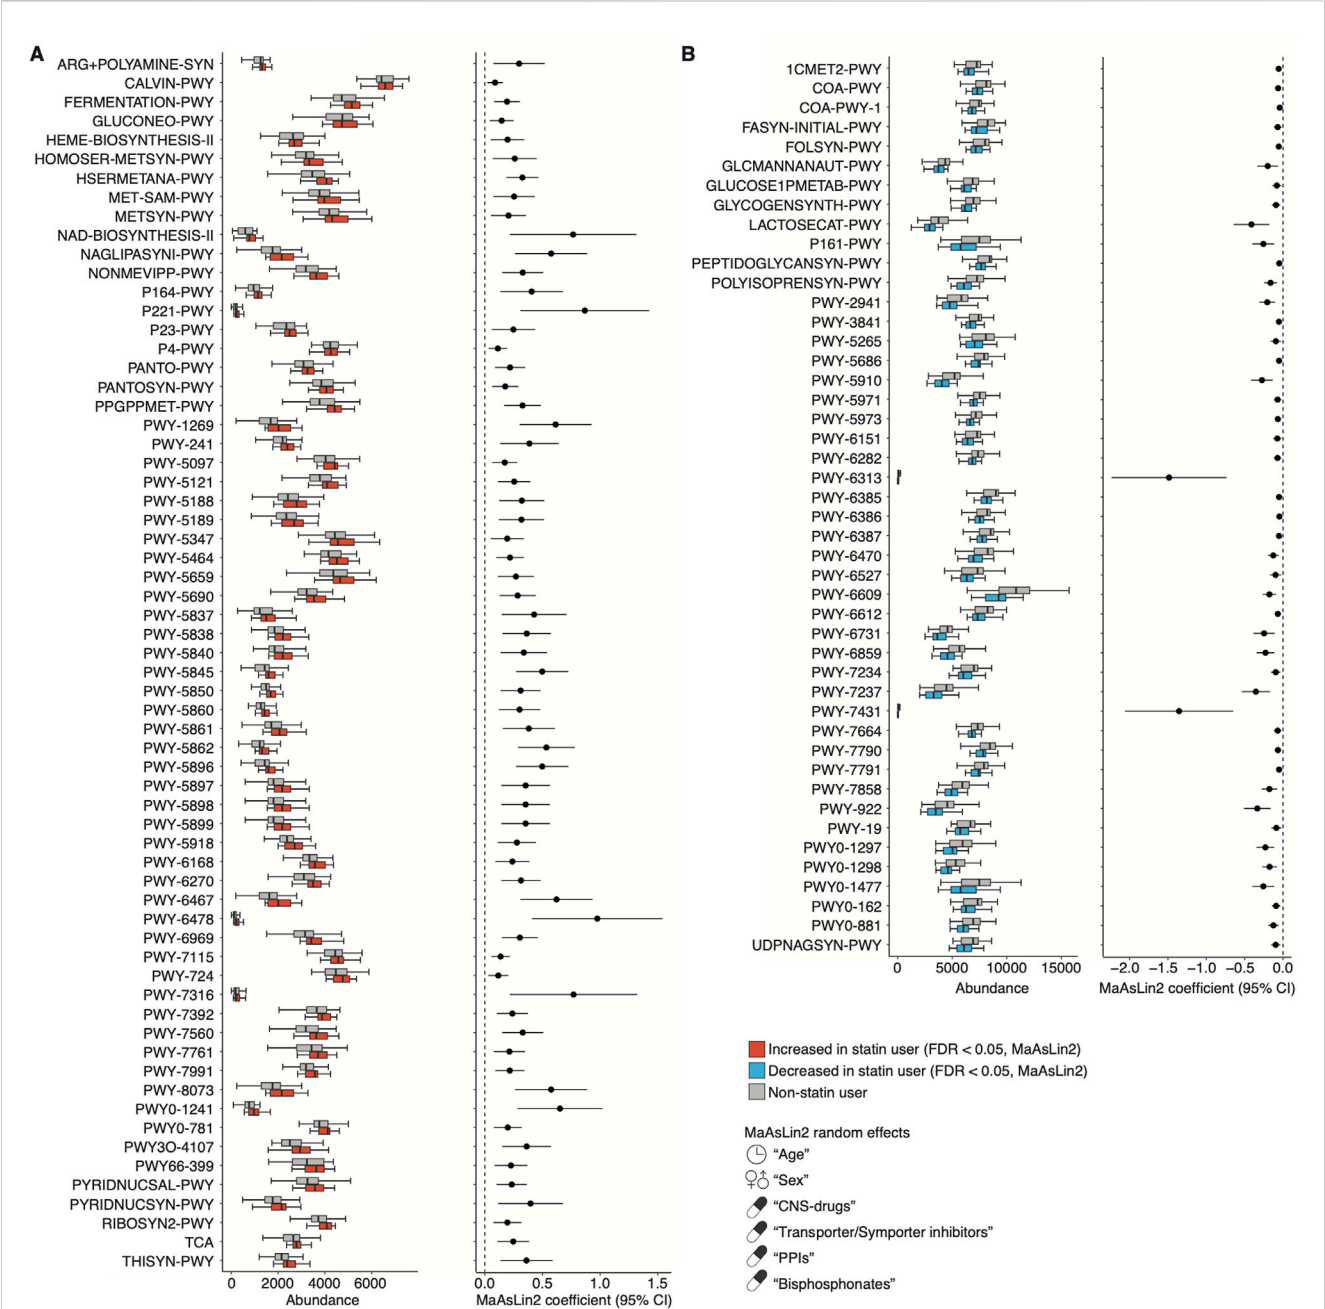 A
ARG+POLYAMINE-SYN
CALVIN-PWY
FERMENTATION-PWY
GLUCONEO-PWY
HEME-BIOSYNTHESIS-II
HOMOSER-METSYN-PWY
HSERMETANA-PWY
MET-SAM-PWY
METSYN-PWY
NAD-BIOSYNTHESIS-II
NAGLIPASYNI-PWY
NONMEVIPP-PWY
P164-PWY
P221-PWY
P23-PWY
P4-PWY
PANTO-PWY
PANTOSYN-PWY
PPGPPMET-PWY
PWY-1269
PWY-241
PWY-5097
PWY-5121
PWY-5188
PWY-5189
PWY-5347
PWY-5464
PWY-5659
PWY-5690
PWY-5837
PWY-5838
PWY-5840
PWY-5845
PWY-5850
PWY-5860
PWY-5861
PWY-5862
PWY-5896
PWY-5897
PWY-5898
PWY-5899
PWY-5918
PWY-6168
PWY-6270
PWY-6467
PWY-6478
PWY-6969
PWY-7115
PWY-724
PWY-7316
PWY-7392
PWY-7560
PWY-7761
PWY-7991
PWY-8073
PWY0-1241
PWY0-781
PWY3O-4107
PWY66-399
PYRIDNUCSAL-PWY
PYRIDNUCSYN-PWY
RIBOSYN2-PWY
TCA
THISYN-PWY
0 2000 4000 6000
Abundance
0.0 0.5 1.0 1.5
MaAsLin2 coefficient (95% CI)
B
1CMET2-PWY
COA-PWY
COA-PWY-1
FASYN-INITIAL-PWY
FOLSYN-PWY
GLCMANNANAUT-PWY
GLUCOSE1PMETAB-PWY
GLYCOGENSYNTH-PWY
LACTOSECAT-PWY
P161-PWY
PEPTIDOGLYCANSYN-PWY
POLYISOPRENSYN-PWY
PWY-2941
PWY-3841
PWY-5265
PWY-5686
PWY-5910
PWY-5971
PWY-5973
PWY-6151
PWY-6282
PWY-6313
PWY-6385
PWY-6386
PWY-6387
PWY-6470
PWY-6527
PWY-6609
PWY-6612
PWY-6731
PWY-6859
PWY-7234
PWY-7237
PWY-7431
PWY-7664
PWY-7790
PWY-7791
PWY-7858
PWY-922
PWY-19
PWY0-1297
PWY0-1298
PWY0-1477
PWY0-162
PWY0-881
UDPNAGSYN-PWY
0 5000 10000 15000
Abundance
−2.0 −1.5 −1.0 −0.5 0.0
MaAsLin2 coefficient (95% CI)
Increased in statin user (FDR < 0.05, MaAsLin2)
Decreased in statin user (FDR < 0.05, MaAsLin2)
Non-statin user
MaAsLin2 random effects
“Age”
“Sex”
“CNS-drugs”
“Transporter/Symporter inhibitors”
“PPIs”
“Bisphosphonates”